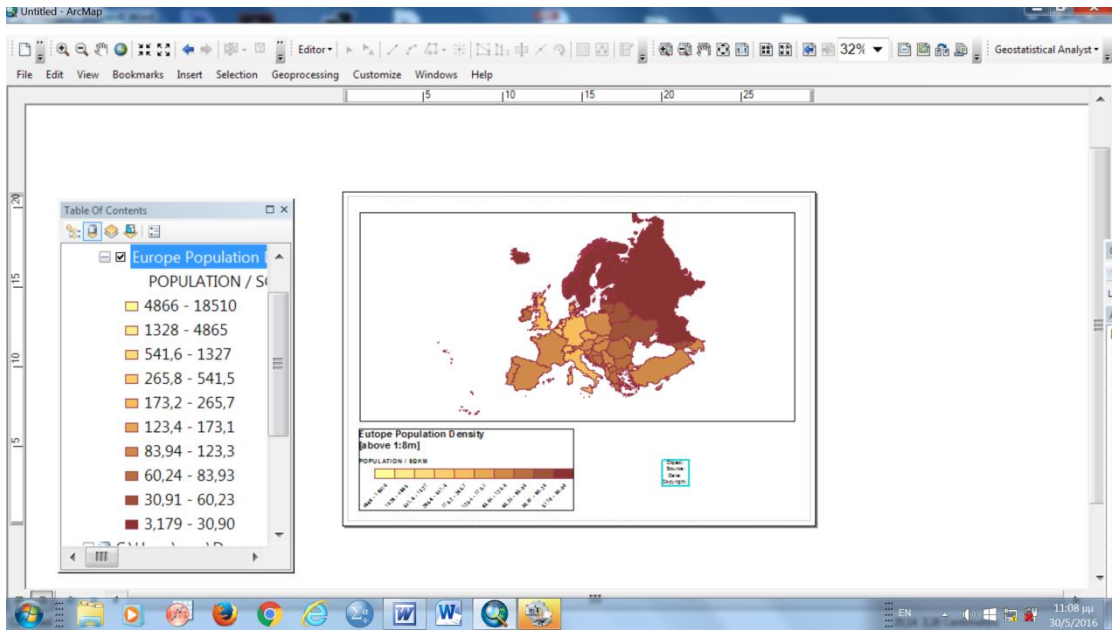 Untitled - ArcMap
Editor
32%
Geostatistical Analyst
File Edit View Bookmarks Insert Selection Geoprocessing Customize Windows Help
5 10 15 20 25
20
15
10
5
Table Of Contents
Europe Population
POPULATION /
4866 - 18510
1328 - 4865
541,6 - 1327
265,8 - 541,5
173,2 - 265,7
123,4 - 173,1
83,94 - 123,3
60,24 - 83,93
30,91 - 60,23
3,179 - 30,90
Eutope Population Density
[above 1:8m]
POPULATION / SQKM
Source:
Date:
Copyright:
EN
11:08 μμ
30/5/2016